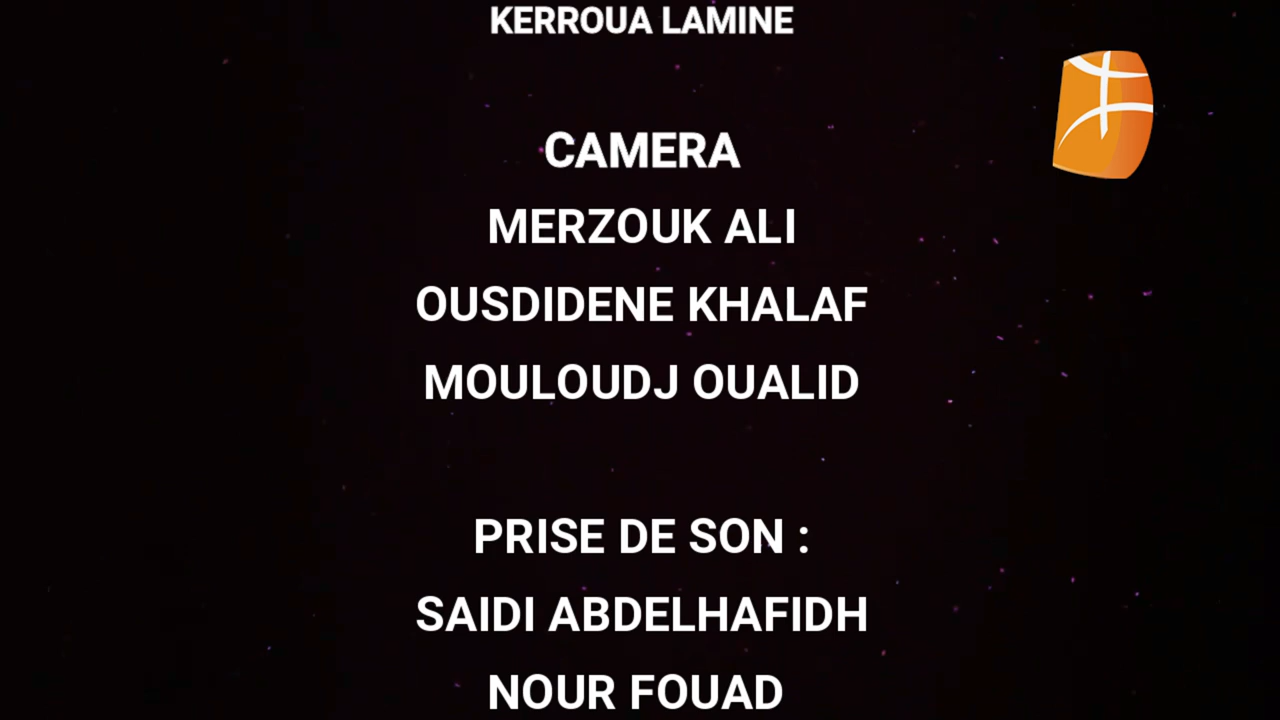 KERROUA LAMINE
CAMERA
MERZOUK ALI
OUSDIDENE KHALAF
MOULOUDJ OUALID
PRISE DE SON :
SAIDI ABDELHAFIDH
NOUR FOUAD